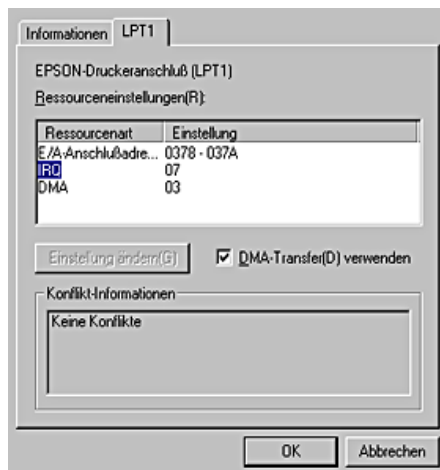 Informationen LPT1
EPSON-Druckeranschluß (LPT1)
Ressourceneinstellungen(R):
Ressourcenart Einstellung
E/A-Anschlußadre... 0378 - 037A
IRQ 07
DMA 03
Einstellung ändern(G) DMA-Transfer(D) verwenden
Konflikt-Informationen
Keine Konflikte
OK Abbrechen